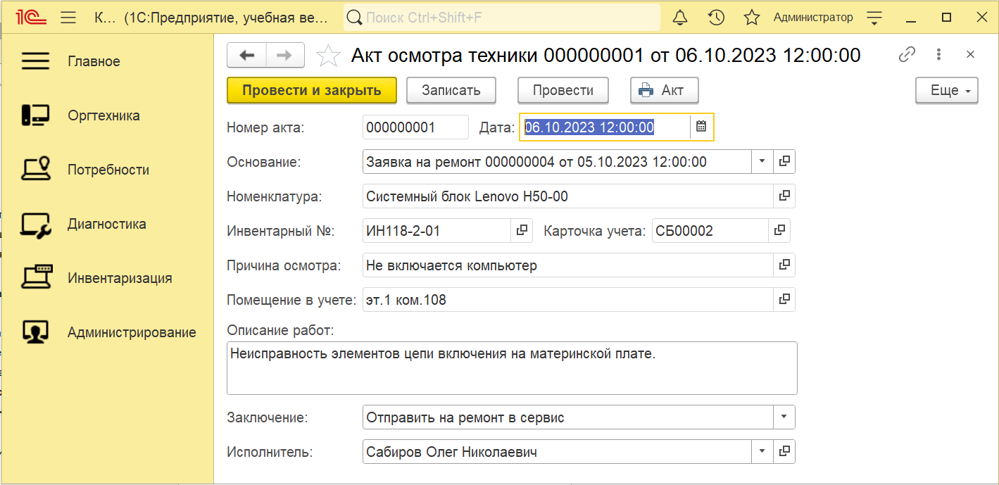 1С К... (1С:Предприятие, учебная ве... Поиск Ctrl+Shift+F Администратор
Главное
Оргтехника
Потребности
Диагностика
Инвентаризация
Администрирование
Акт осмотра техники 000000001 от 06.10.2023 12:00:00
Провести и закрыть Записать Провести Акт Еще
Номер акта: 000000001 Дата: 06.10.2023 12:00:00
Основание: Заявка на ремонт 000000004 от 05.10.2023 12:00:00
Номенклатура: Системный блок Lenovo H50-00
Инвентарный №: ИН118-2-01 Карточка учета: СБ00002
Причина осмотра: Не включается компьютер
Помещение в учете: эт.1 ком.108
Описание работ:
Неисправность элементов цепи включения на материнской плате.
Заключение: Отправить на ремонт в сервис
Исполнитель: Сабиров Олег Николаевич